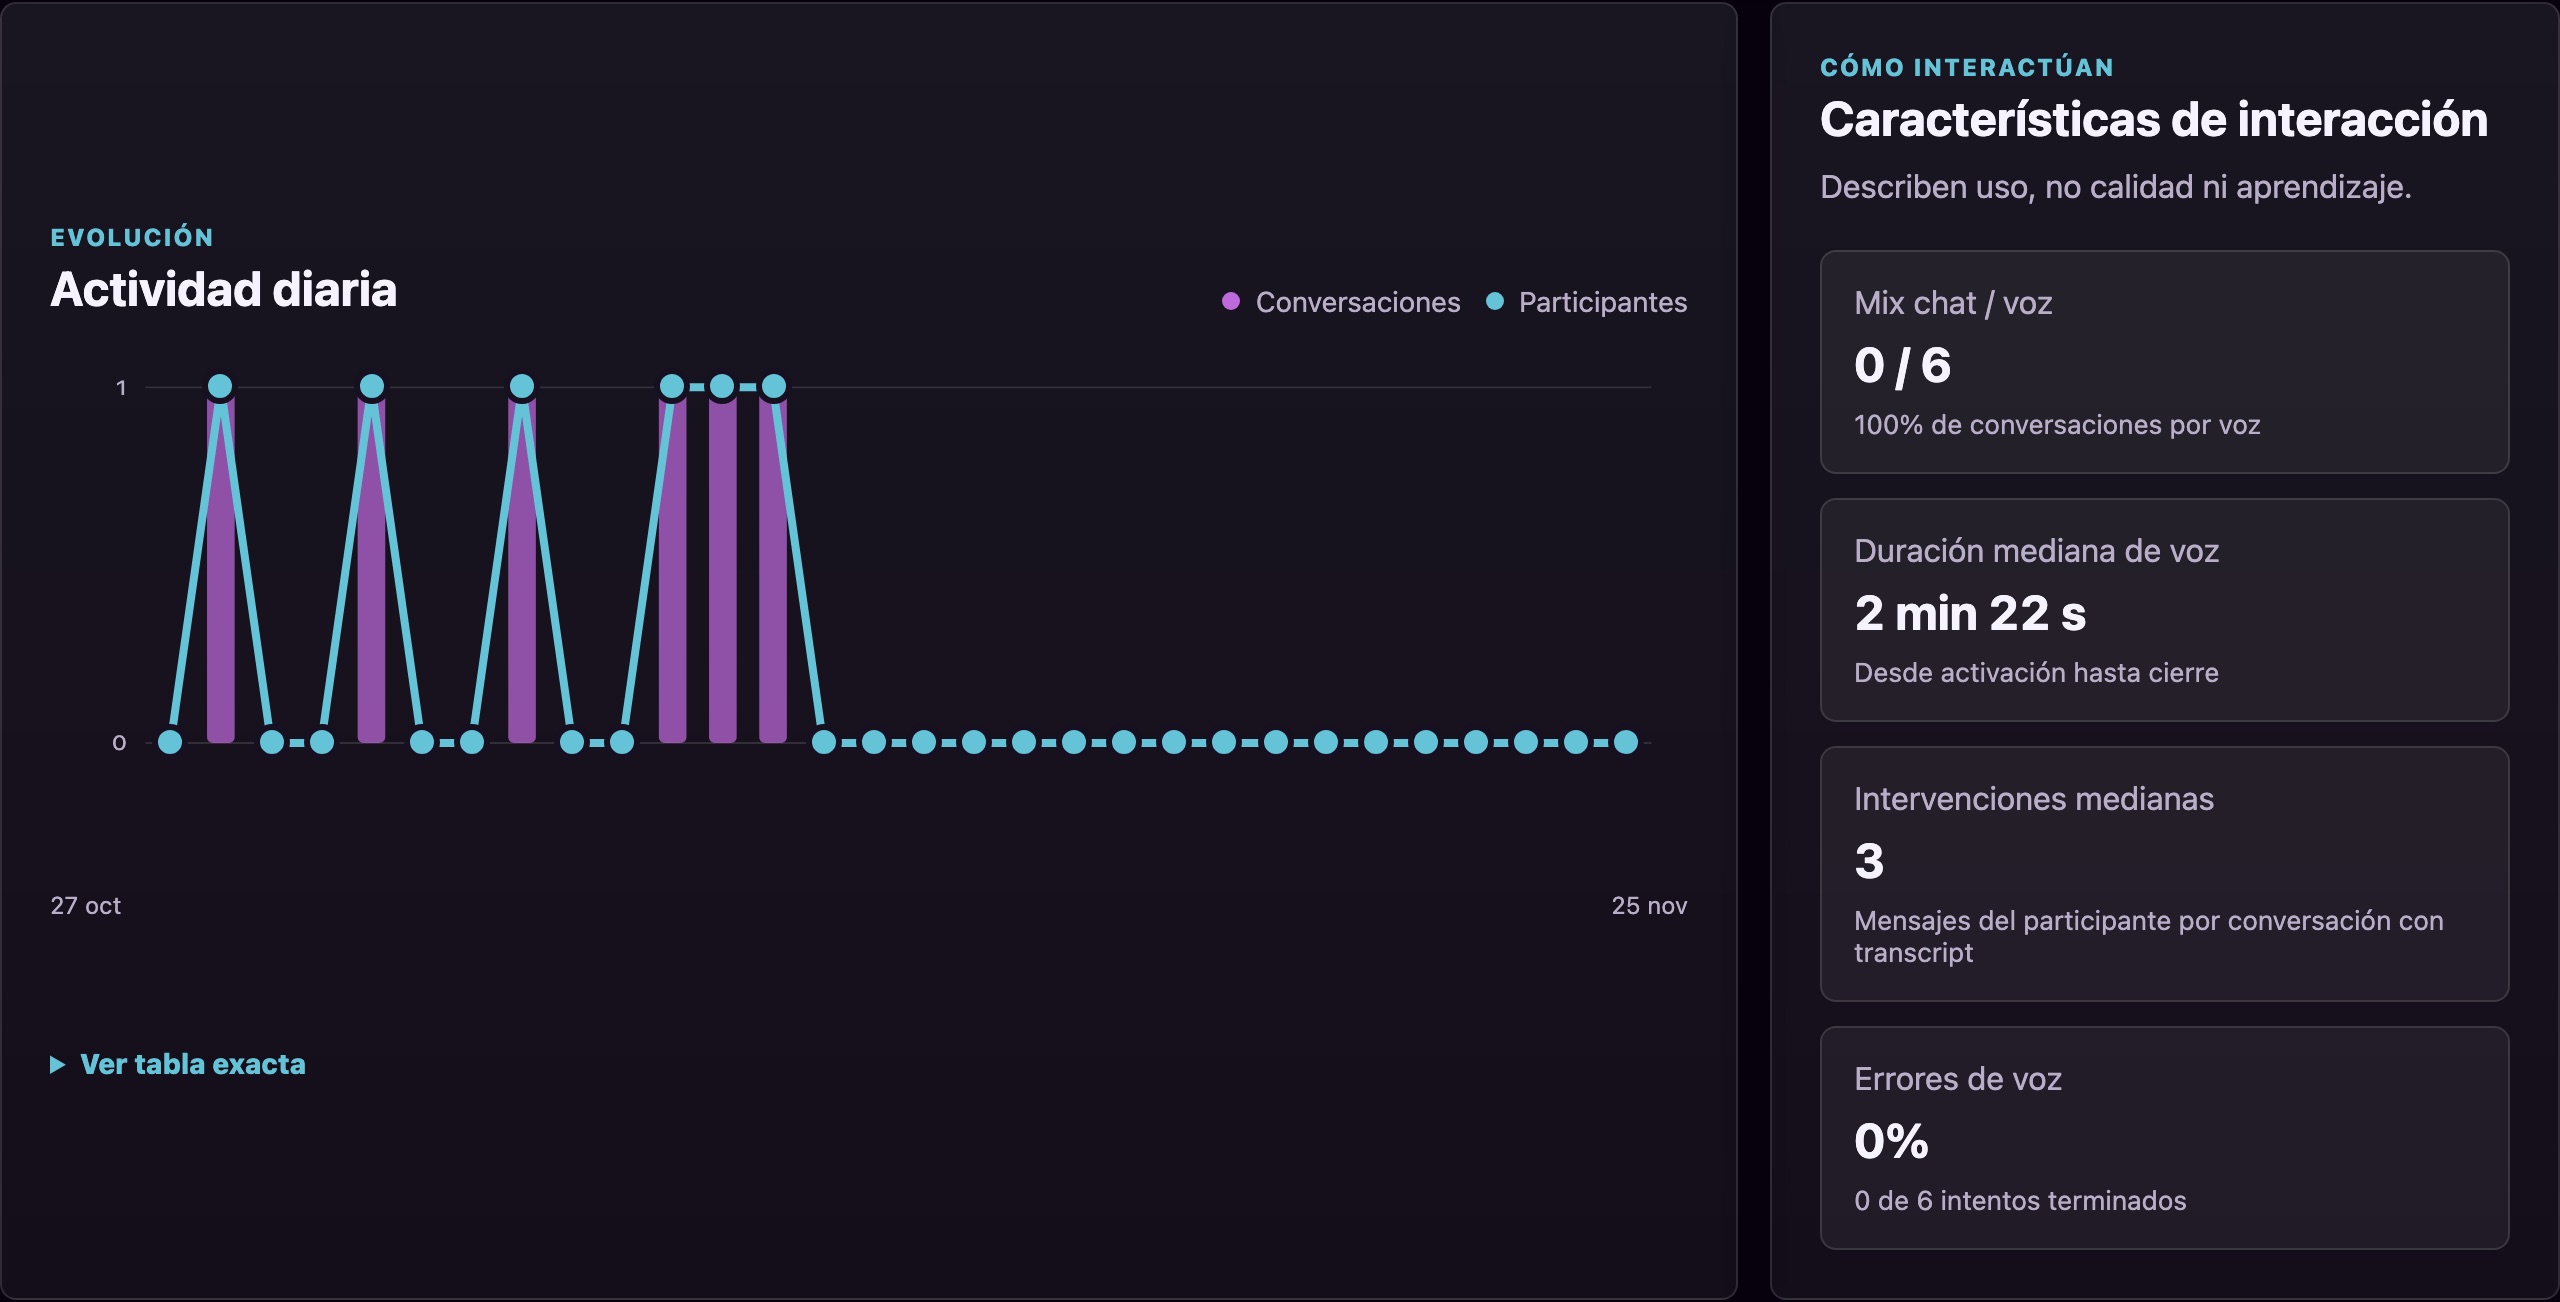 EVOLUCIÓN
Actividad diaria
Conversaciones
Participantes
1
0
27 oct
25 nov
▶ Ver tabla exacta
CÓMO INTERACTÚAN
Características de interacción
Describen uso, no calidad ni aprendizaje.
Mix chat / voz
0 / 6
100% de conversaciones por voz
Duración mediana de voz
2 min 22 s
Desde activación hasta cierre
Intervenciones medianas
3
Mensajes del participante por conversación con
transcript
Errores de voz
0%
0 de 6 intentos terminados